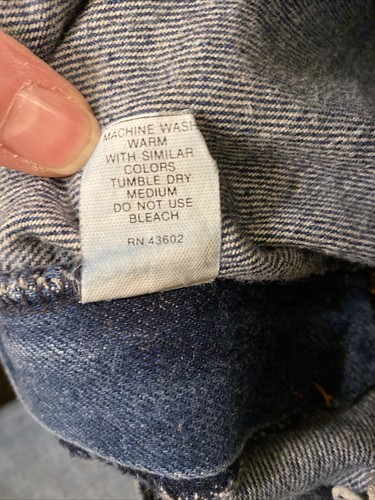 MACHINE WASH
WARM
WITH SIMILAR
COLORS
TUMBLE DRY
MEDIUM
DO NOT USE
BLEACH
RN 43602